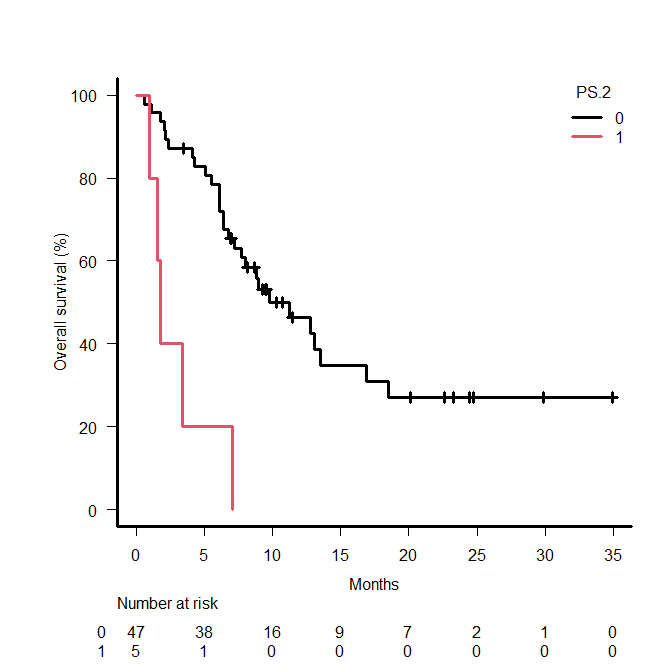 PS.2
0
1
Overall survival (%)
100
80
60
40
20
0
0 5 10 15 20 25 30 35
Months
Number at risk
0 47 38 16 9 7 2 1 0
1 5 1 0 0 0 0 0 0